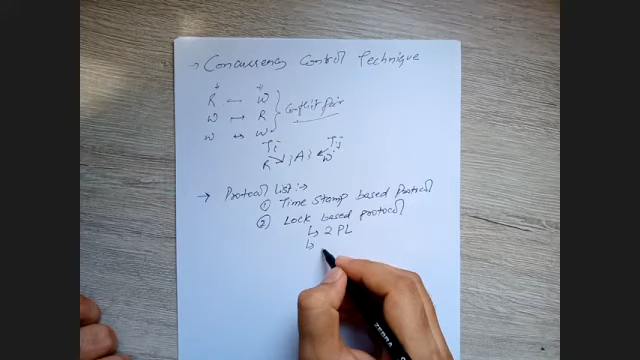 → Concurrency Control Technique
R ↔ W
W ↔ R } Conflict Pair
W ↔ W
Ti Tj
R → } A } ← W
→ Protocol list :-
① Time Stamp based Protocol
② Lock based protocol
↳ 2 PL
↳
ZEBRA